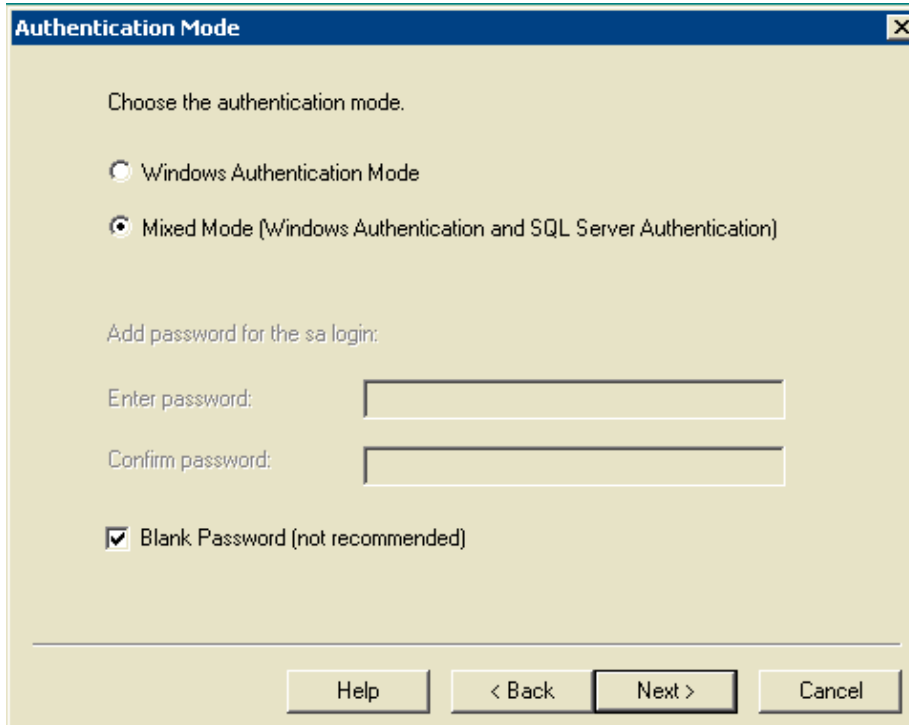 Authentication Mode
Choose the authentication mode.
Windows Authentication Mode
Mixed Mode (Windows Authentication and SQL Server Authentication)
Add password for the sa login:
Enter password:
Confirm password:
Blank Password (not recommended)
Help < Back Next > Cancel